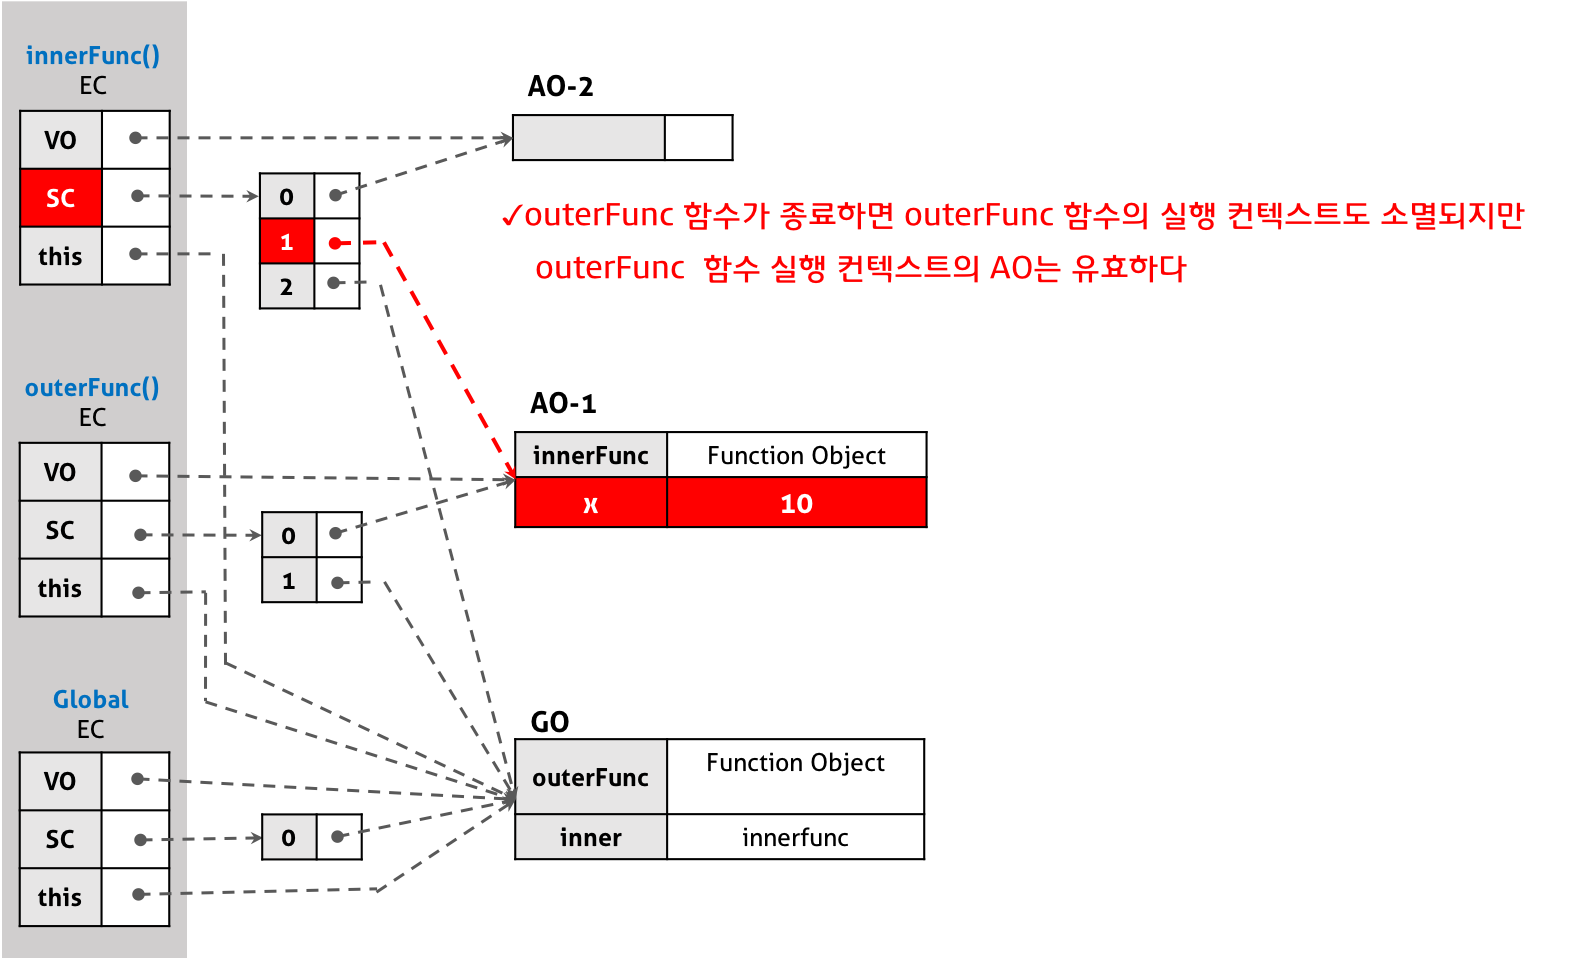 innerFunc()
EC
VO
SC
this
0
1
2
AO-2
✓outerFunc 함수가 종료하면 outerFunc 함수의 실행 컨텍스트도 소멸되지만
outerFunc 함수 실행 컨텍스트의 AO는 유효하다
outerFunc()
EC
VO
SC
this
0
1
AO-1
innerFunc Function Object
x 10
Global
EC
VO
SC
this
0
GO
outerFunc Function Object
inner innerfunc